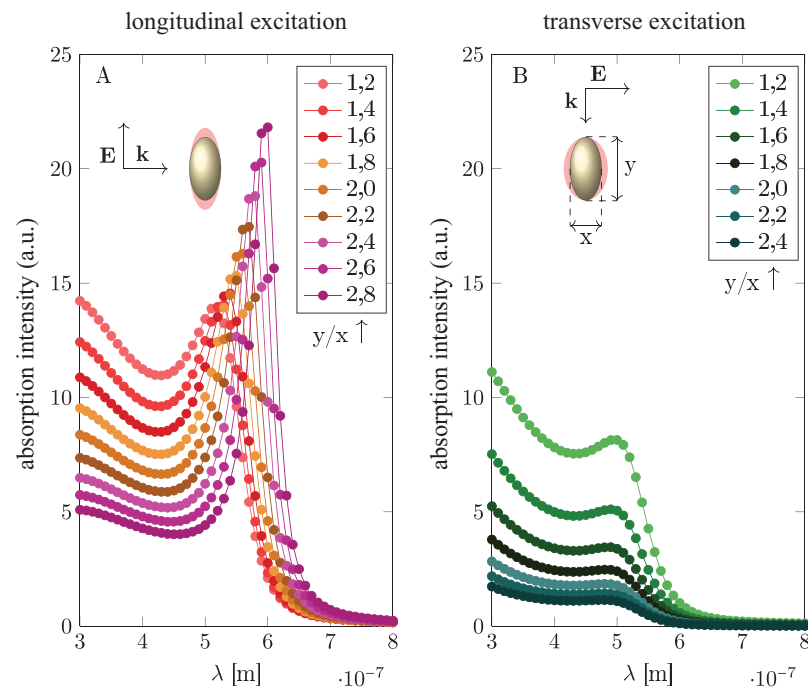 longitudinal excitation
transverse excitation
A
E
k
1,2
1,4
1,6
1,8
2,0
2,2
2,4
2,6
2,8
y/x ↑
25
20
15
10
5
0
absorption intensity (a.u.)
3
4
5
6
7
8
λ [m]
·10⁻⁷
B
E
k
y
x
1,2
1,4
1,6
1,8
2,0
2,2
2,4
y/x ↑
25
20
15
10
5
0
absorption intensity (a.u.)
3
4
5
6
7
8
λ [m]
·10⁻⁷